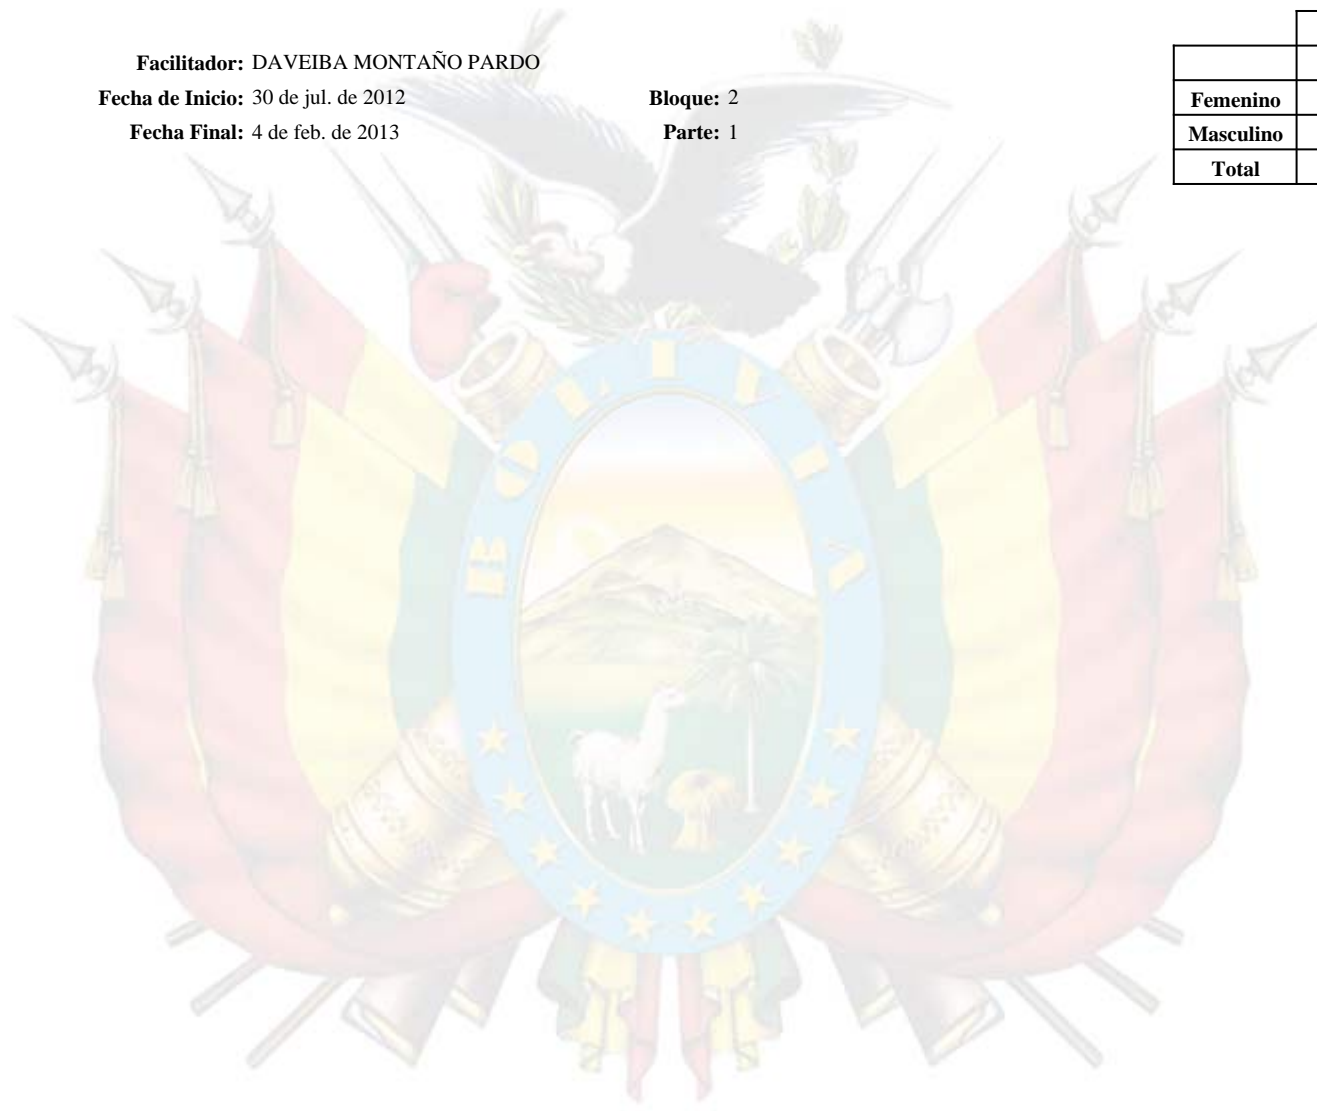 Facilitador: DAVEIBA MONTAÑO PARDO
Fecha de Inicio: 30 de jul. de 2012 Bloque: 2
Fecha Final: 4 de feb. de 2013 Parte: 1
Femenino
Masculino
Total
BOLIVIA